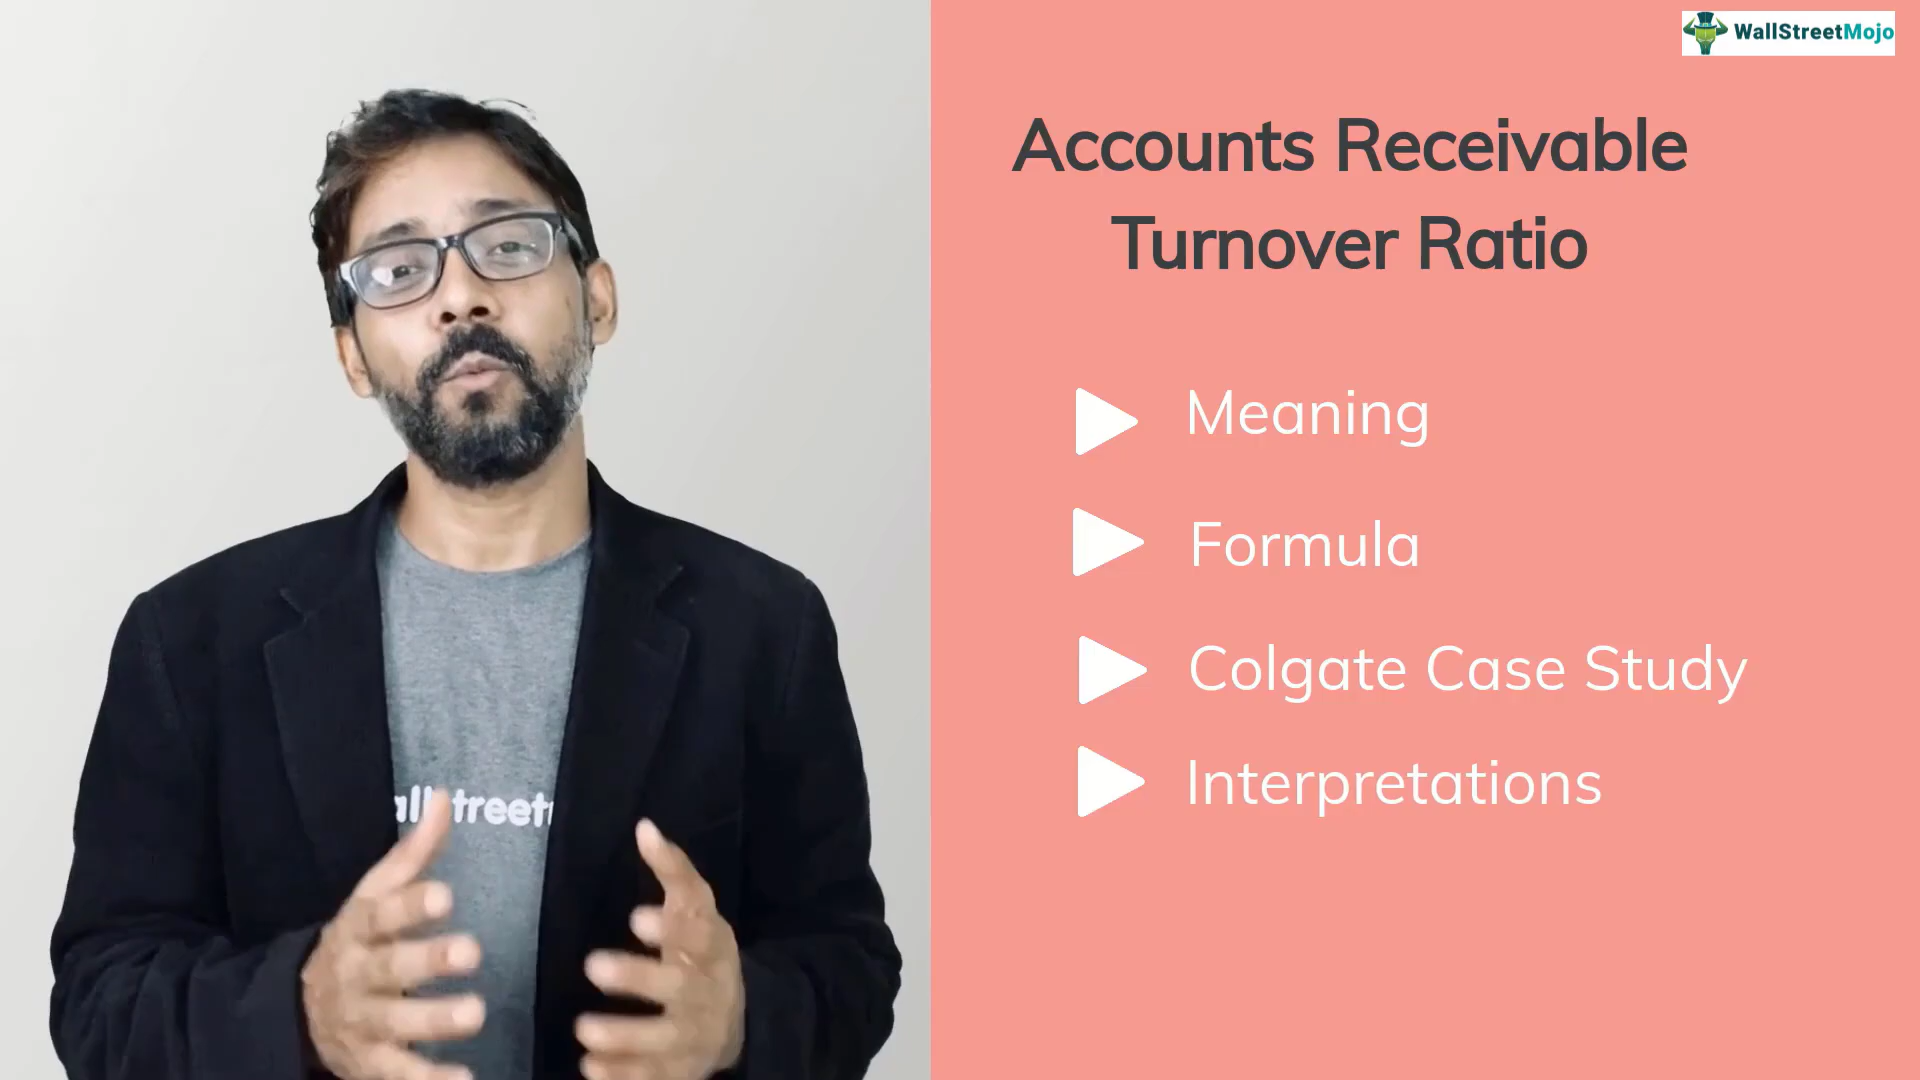 WallStreetMojo
Accounts Receivable
Turnover Ratio
Meaning
Formula
Colgate Case Study
Interpretations